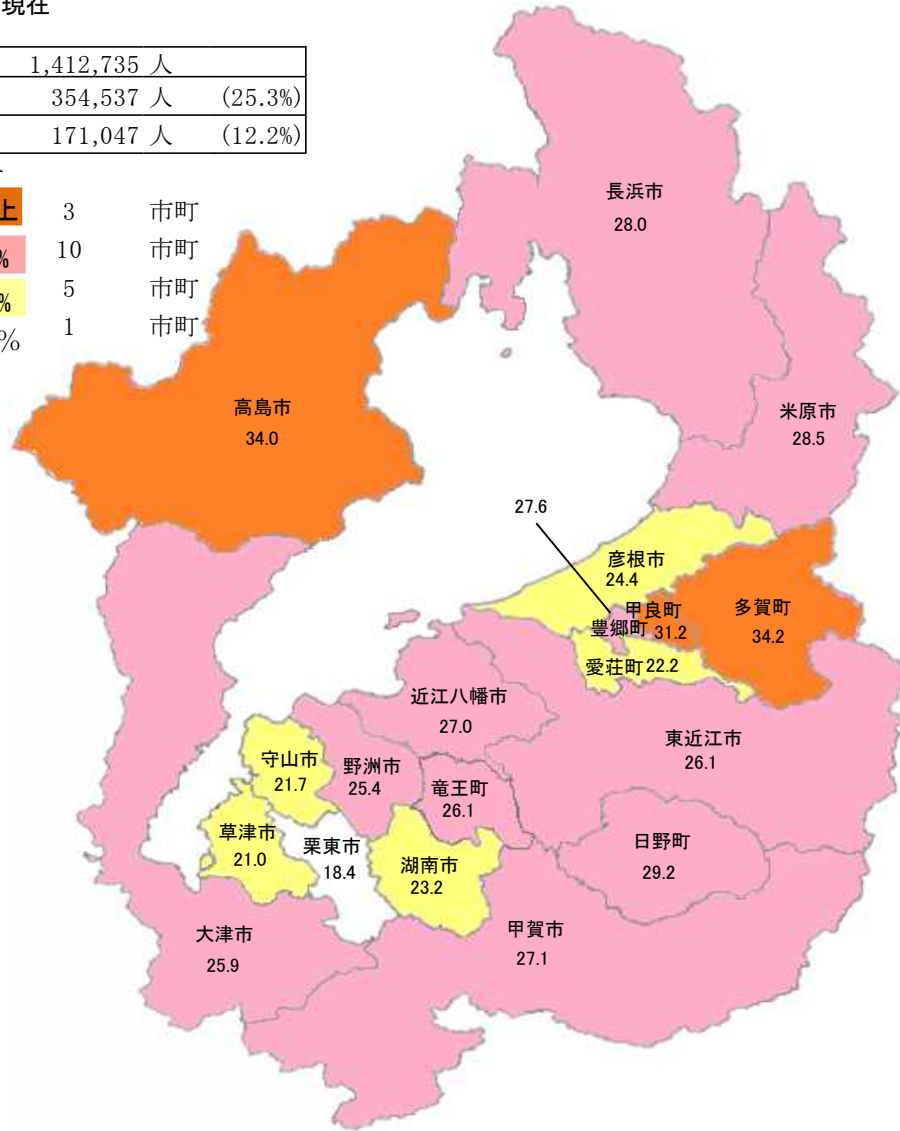 現在
1,412,735 人
354,537 人 (25.3%)
171,047 人 (12.2%)
上 3 市町
% 10 市町
% 5 市町
% 1 市町
長浜市
28.0
高島市
34.0
米原市
28.5
27.6
彦根市
24.4
甲良町
31.2
多賀町
34.2
豊郷町
愛荘町 22.2
近江八幡市
27.0
東近江市
26.1
守山市
21.7
野洲市
25.4
竜王町
26.1
草津市
21.0
栗東市
18.4
湖南市
23.2
日野町
29.2
大津市
25.9
甲賀市
27.1